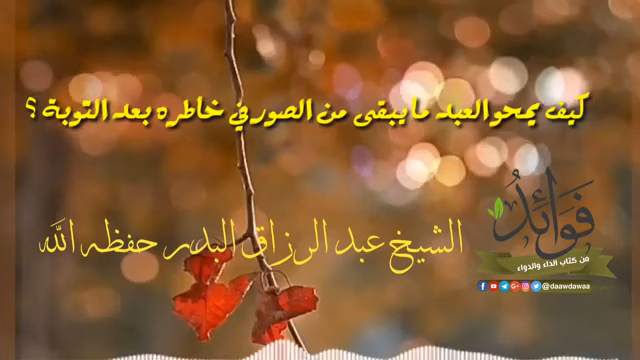 كيف يمحو العبد ما يبقى من الصور في خاطره بعد التوبة ؟
الشيخ عبد الرزاق البدر حفظه الله
فَوَائِدُ
من كتاب الداء والدواء
@daawdawaa